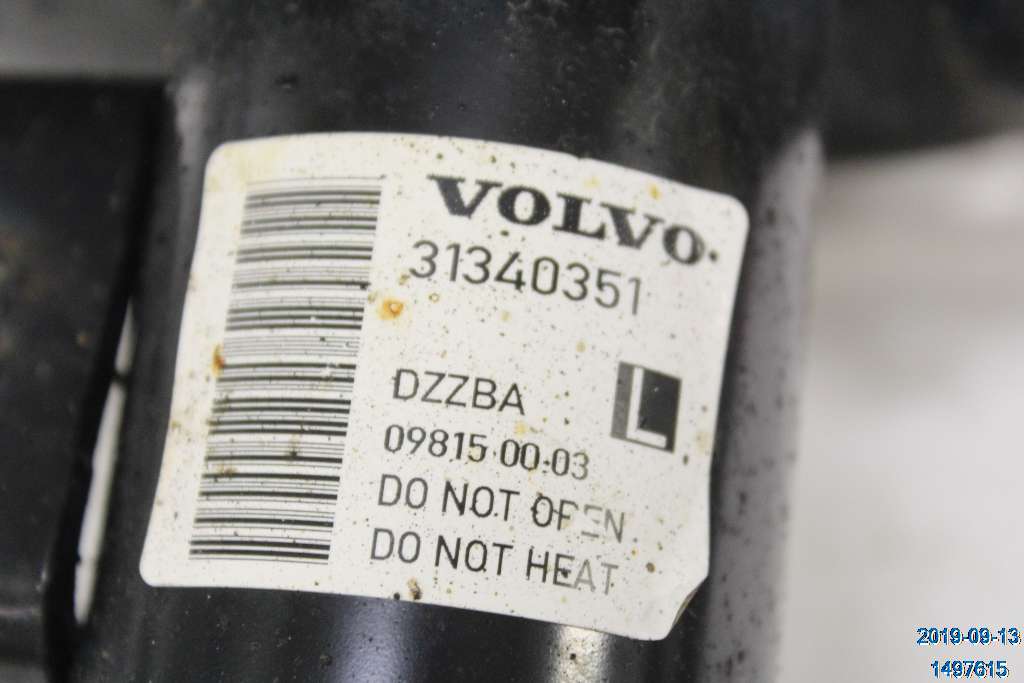 VOLVO
31340351
DZZBA
L
09815 00-03
DO NOT OPEN
DO NOT HEAT
2019-09-13
1497615